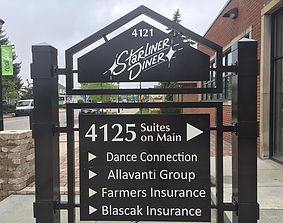 4121
Starliner
Diner
4125 Suites
on Main
Dance Connection
Allavanti Group
Farmers Insurance
Blascak Insurance